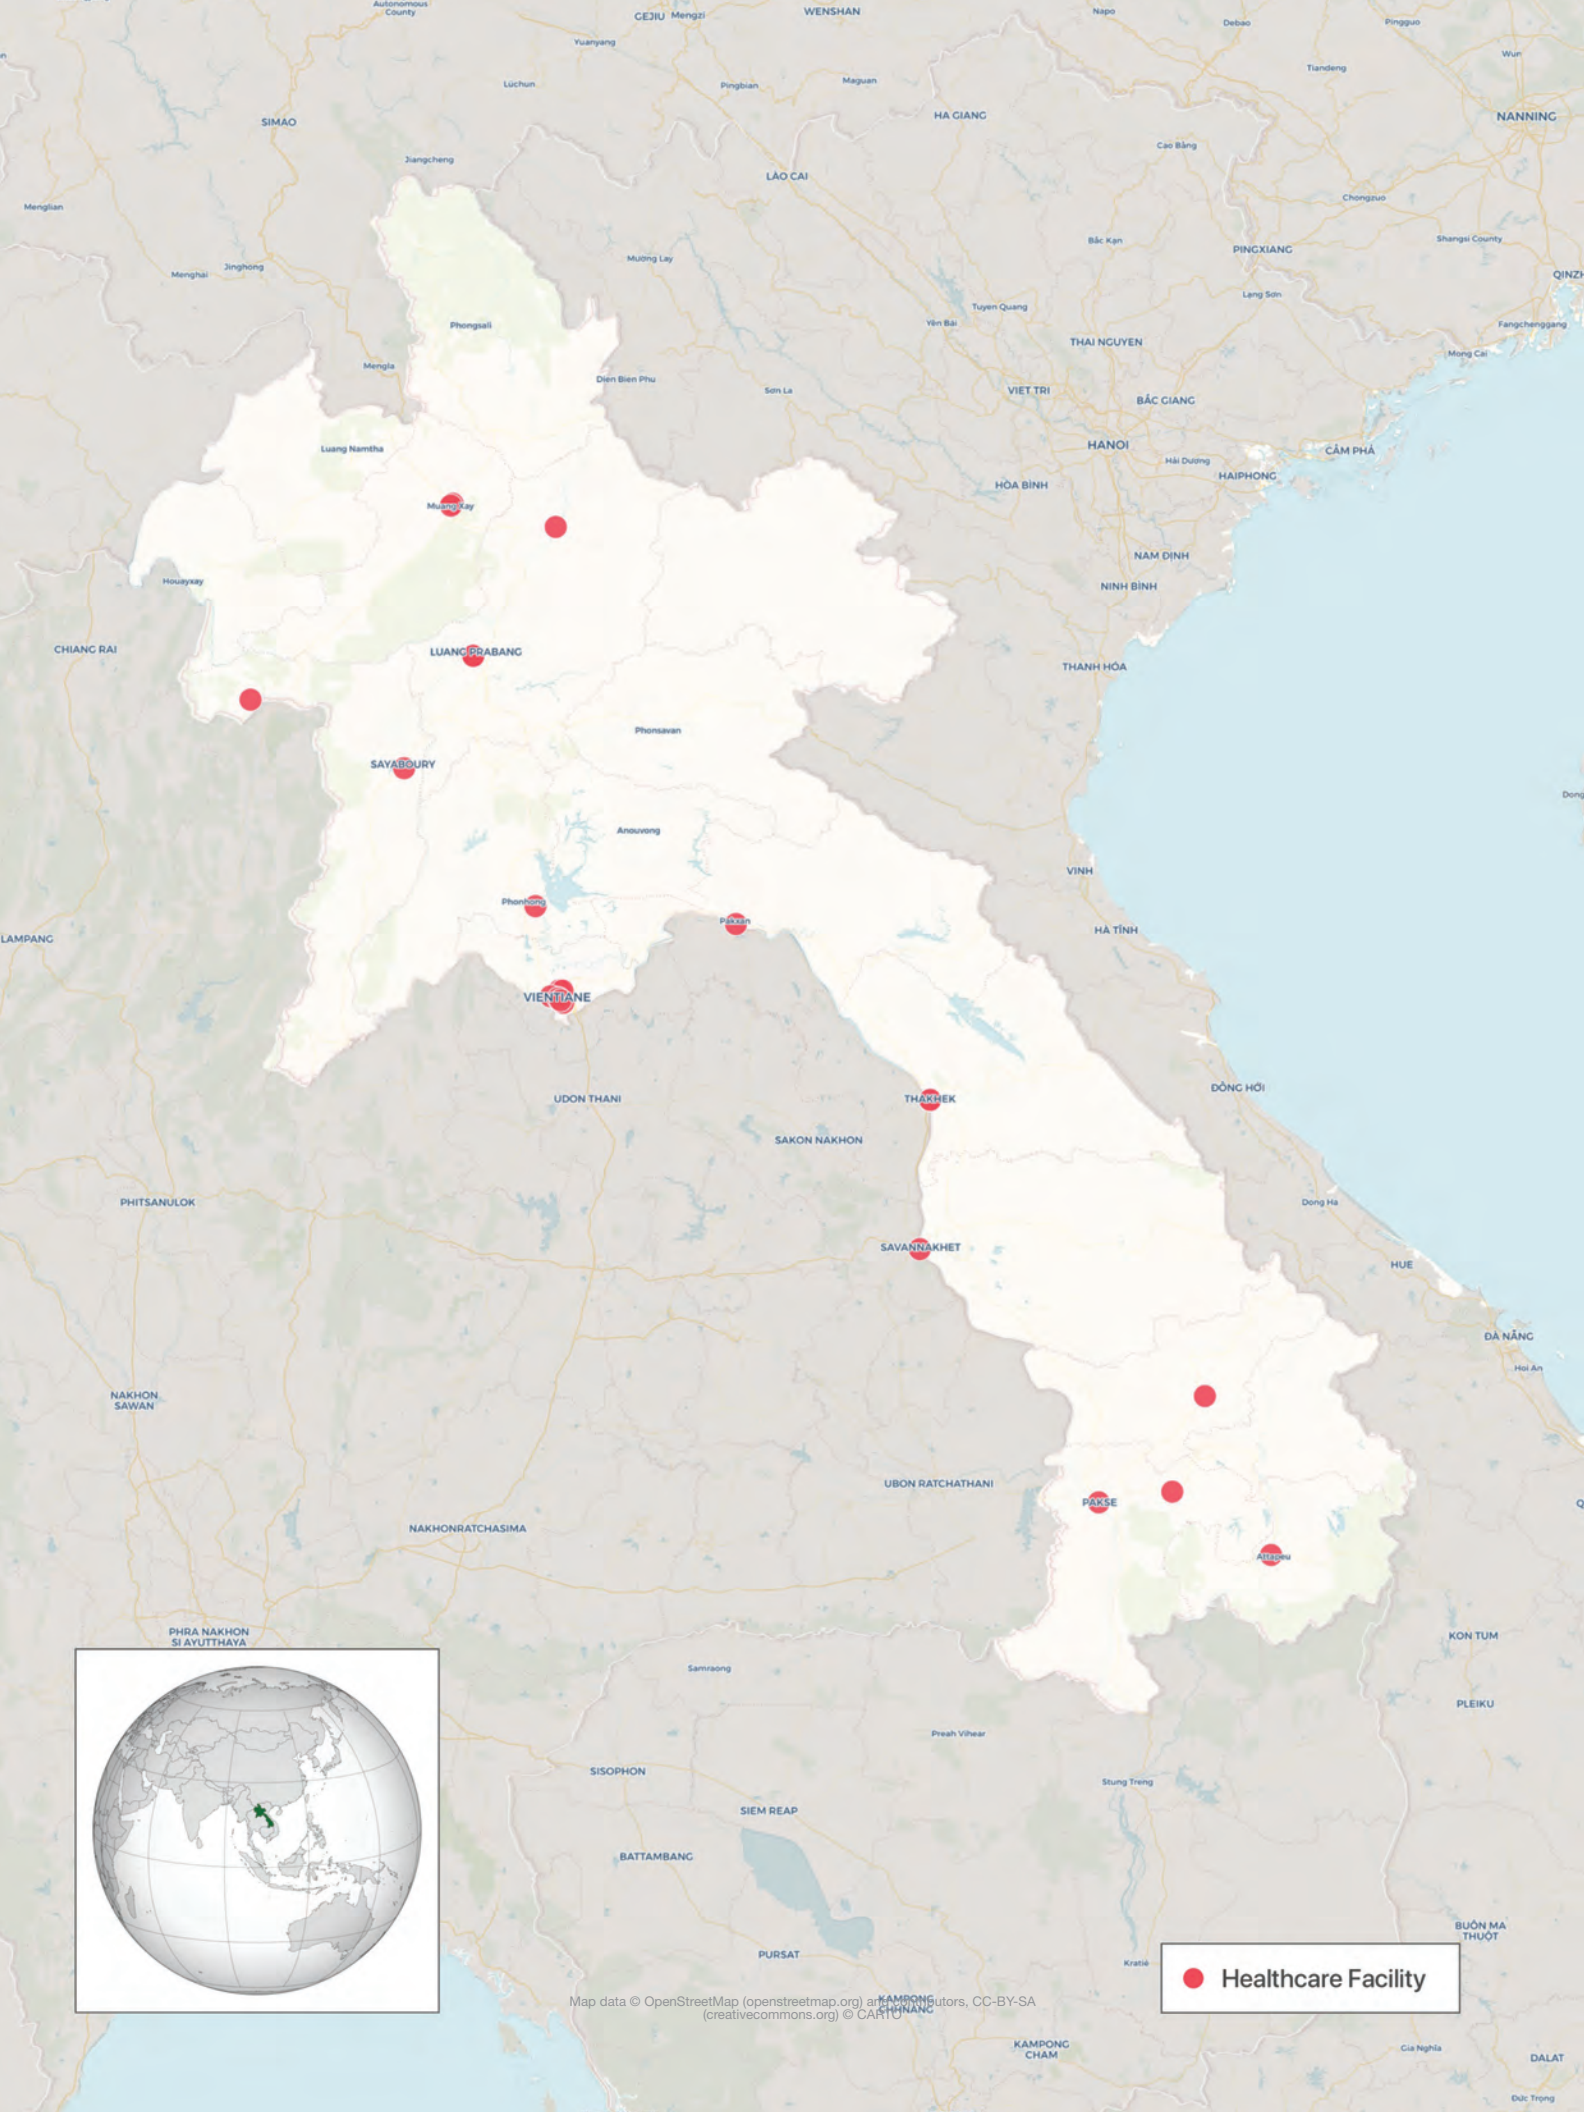 Autonomous
County
GEJIU
Mengzi
WENSHAN
Napo
Debao
Pingguo
Yuanyang
Wun
Tiandeng
Lüchun
Pingbian
Maguan
SIMAO
HA GIANG
NANNING
Cao Bằng
Jiangcheng
LÀO CAI
Menglian
Chongzuo
Bắc Kạn
PINGXIANG
Shangsi County
Mường Lay
Menghai
Jinghong
Lạng Sơn
Tuyen Quang
Yên Bái
Phongsali
Fangchenggang
THAI NGUYEN
Mong Cai
Mengla
Dien Bien Phu
Sơn La
VIET TRI
BẮC GIANG
Luang Namtha
HANOI
CẨM PHẢ
Hải Dương
HAIPHONG
HÒA BÌNH
Muang Xay
NAM DINH
Houayxay
NINH BÌNH
CHIANG RAI
LUANG PRABANG
THANH HÓA
Phonsavan
SAYABOURY
Anouvong
VINH
Phonhong
Pakxan
HÀ TĨNH
LAMPANG
VIENTIANE
UDON THANI
THAKHEK
ĐỒNG HỚI
SAKON NAKHON
PHITSANULOK
Dong Ha
SAVANNAKHET
HUE
ĐÀ NẴNG
Hoi An
NAKHON
SAWAN
UBON RATCHATHANI
PAKSE
NAKHONRATCHASIMA
Attapeu
PHRA NAKHON
SI AYUTTHAYA
KON TUM
Samraong
PLEIKU
Preah Vihear
SISOPHON
Stung Treng
SIEM REAP
BATTAMBANG
BUÔN MA
THUỘT
PURSAT
Kratié
Healthcare Facility
Map data © OpenStreetMap (openstreetmap.org) and contributors, CC-BY-SA
(creativecommons.org) © CARTO
KAMPONG
CHHNANG
KAMPONG
CHAM
Gia Nghĩa
DALAT
Đức Trọng